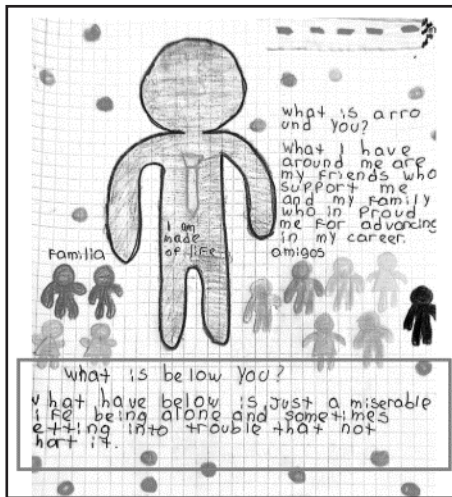 what is arro
und you?
what I have
around me are
my friends who
support me
and my Family
who in Proud
me For advancing
in my career.
I am
made
of life
Familia
amigos
what is below you?
what have below is just a miserable
life being alone and sometimes
etting into trouble that not
hart it.